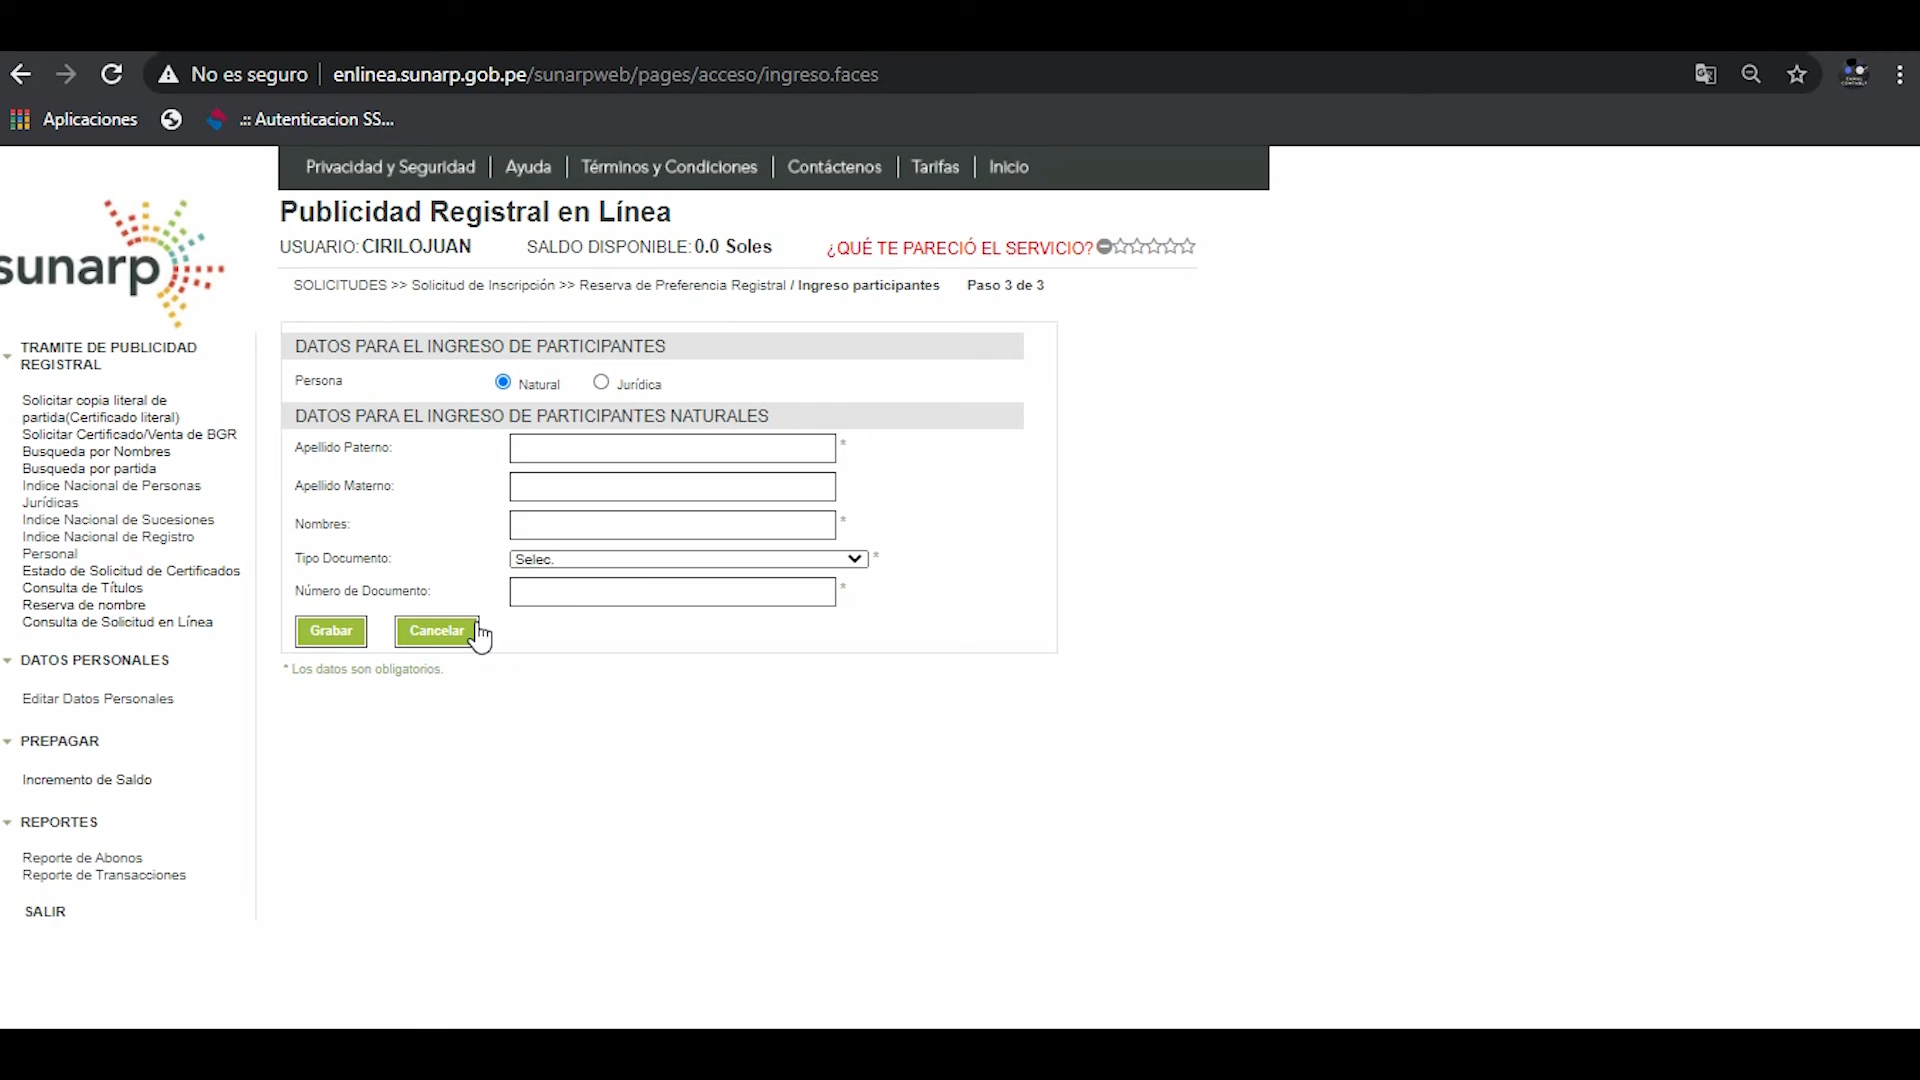 No es seguro enlinea.sunarp.gob.pe/sunarpweb/pages/acceso/ingreso.faces
Aplicaciones .:: Autenticacion SS...
Privacidad y Seguridad Ayuda Términos y Condiciones Contáctenos Tarifas Inicio
sunarp
Publicidad Registral en Línea
USUARIO: CIRILOJUAN SALDO DISPONIBLE: 0.0 Soles ¿QUÉ TE PARECIÓ EL SERVICIO?
SOLICITUDES >> Solicitud de Inscripción >> Reserva de Preferencia Registral / Ingreso participantes Paso 3 de 3
TRAMITE DE PUBLICIDAD
REGISTRAL
Solicitar copia literal de
partida(Certificado literal)
Solicitar Certificado/Venta de BGR
Busqueda por Nombres
Busqueda por partida
Indice Nacional de Personas
Jurídicas
Indice Nacional de Sucesiones
Indice Nacional de Registro
Personal
Estado de Solicitud de Certificados
Consulta de Títulos
Reserva de nombre
Consulta de Solicitud en Línea
DATOS PERSONALES
Editar Datos Personales
PREPAGAR
Incremento de Saldo
REPORTES
Reporte de Abonos
Reporte de Transacciones
SALIR
DATOS PARA EL INGRESO DE PARTICIPANTES
Persona Natural Jurídica
DATOS PARA EL INGRESO DE PARTICIPANTES NATURALES
Apellido Paterno: *
Apellido Materno:
Nombres: *
Tipo Documento: Selec. *
Número de Documento: *
Grabar Cancelar
* Los datos son obligatorios.